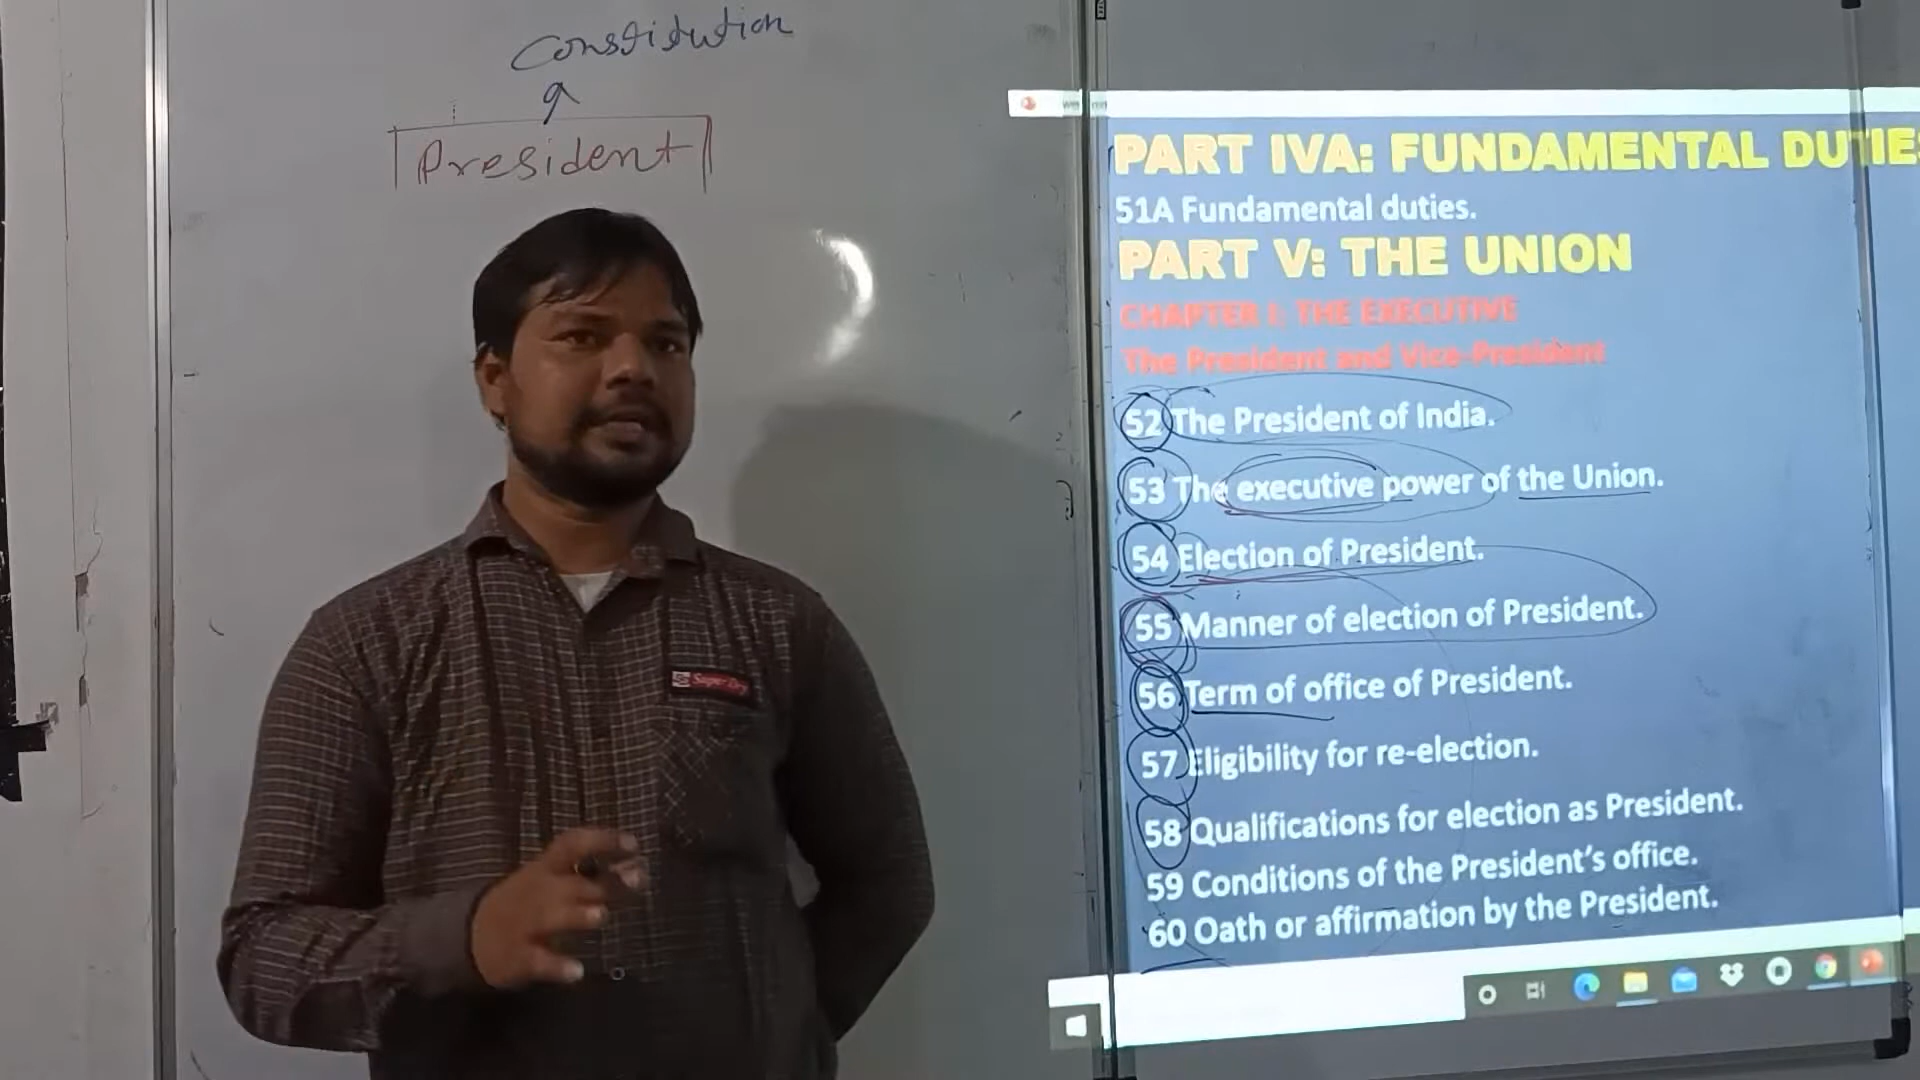 Constitution
President
PART IVA: FUNDAMENTAL DUTIES
51A Fundamental duties.
PART V: THE UNION
CHAPTER I: THE EXECUTIVE
The President and Vice-President
52 The President of India.
53 The executive power of the Union.
54 Election of President.
55 Manner of election of President.
56 Term of office of President.
57 Eligibility for re-election.
58 Qualifications for election as President.
59 Conditions of the President's office.
60 Oath or affirmation by the President.
Super Dry